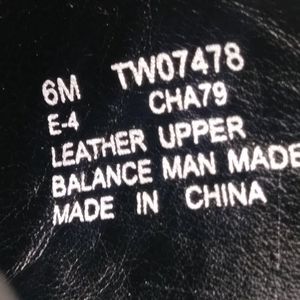 6M TW07478
E-4 CHA79
LEATHER UPPER
BALANCE MAN MADE
MADE IN CHINA